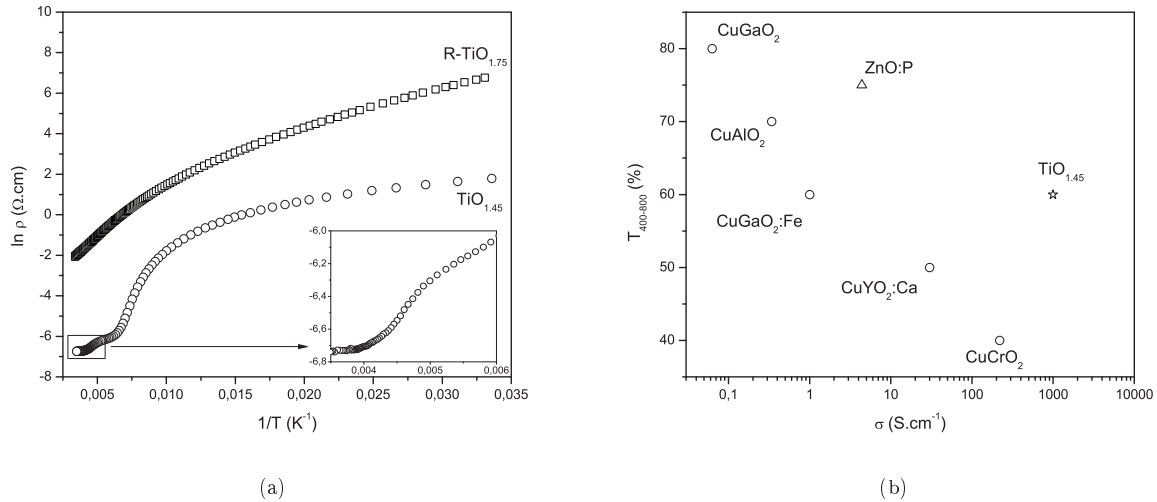 10
8
6
4
2
0
-2
-4
-6
-8
ln ρ (Ω.cm)
R-TiO1.75
TiO1.45
-6,0
-6,2
-6,4
-6,6
-6,8
0,004 0,005 0,006
0,005 0,010 0,015 0,020 0,025 0,030 0,035
1/T (K-1)
(a)
80
70
60
50
40
T400-800 (%)
CuGaO2
ZnO:P
CuAlO2
TiO1.45
CuGaO2:Fe
CuYO2:Ca
CuCrO2
0,1 1 10 100 1000 10000
σ (S.cm-1)
(b)